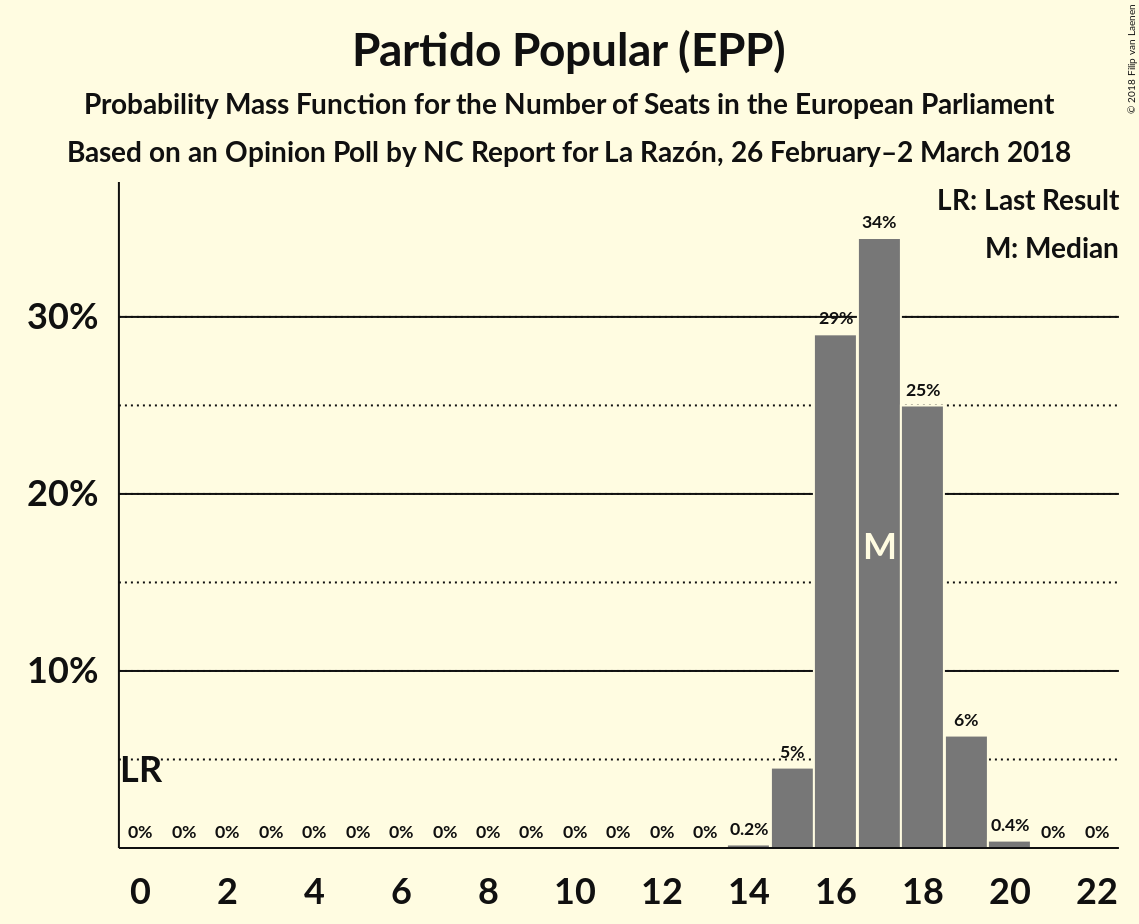 Partido Popular (EPP)
Probability Mass Function for the Number of Seats in the European Parliament
Based on an Opinion Poll by NC Report for La Razón, 26 February–2 March 2018
© 2018 Filip van Laenen
LR: Last Result
M: Median
30%
20%
10%
34%
29%
25%
M
6%
5%
LR
0% 0% 0% 0% 0% 0% 0% 0% 0% 0% 0% 0% 0% 0% 0.2% 0.4% 0% 0%
0 2 4 6 8 10 12 14 16 18 20 22